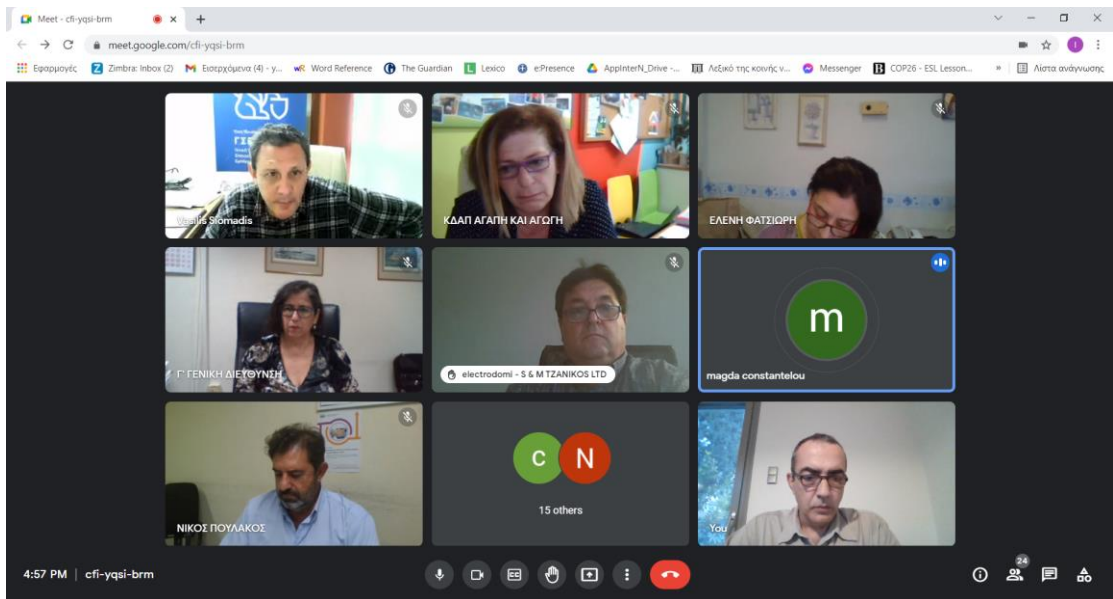 Meet - cfi-yqsi-brm
meet.google.com/cfi-yqsi-brm
Εφαρμογές Zimbra: Inbox (2) Εισερχόμενα (4) - y... Word Reference The Guardian Lexico e:Presence AppInterN_Drive -... Λεξικό της κοινής ν... Messenger COP26 - ESL Lesson... » Λίστα ανάγνωσης
Vasilis Siomadis
ΚΔΑΠ ΑΓΑΠΗ ΚΑΙ ΑΓΩΓΗ
ΕΛΕΝΗ ΦΑΤΣΙΩΡΗ
Γ' ΓΕΝΙΚΗ ΔΙΕΥΘΥΝΣΗ
electrodomi - S & M TZANIKOS LTD
m
magda constantelou
ΝΙΚΟΣ ΠΟΥΛΑΚΟΣ
C N
15 others
You
4:57 PM | cfi-yqsi-brm
24